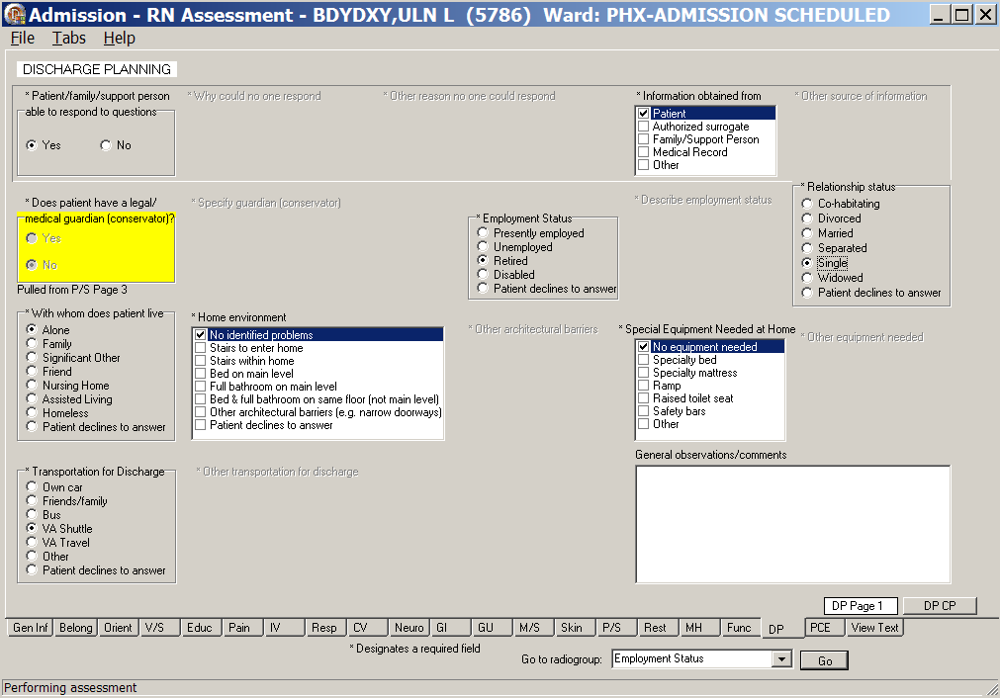 Admission - RN Assessment - BDYDXY,ULN L (5786) Ward: PHX-ADMISSION SCHEDULED
File Tabs Help
DISCHARGE PLANNING
* Patient/family/support person
able to respond to questions
Yes No
* Why could no one respond
* Other reason no one could respond
* Information obtained from
Patient
Authorized surrogate
Family/Support Person
Medical Record
Other
* Other source of information
* Does patient have a legal/
medical guardian (conservator)?
Yes
No
Pulled from P/S Page 3
* Specify guardian (conservator)
* Employment Status
Presently employed
Unemployed
Retired
Disabled
Patient declines to answer
* Describe employment status
* Relationship status
Co-habitating
Divorced
Married
Separated
Single
Widowed
Patient declines to answer
* With whom does patient live
Alone
Family
Significant Other
Friend
Nursing Home
Assisted Living
Homeless
Patient declines to answer
* Home environment
No identified problems
Stairs to enter home
Stairs within home
Bed on main level
Full bathroom on main level
Bed & full bathroom on same floor (not main level)
Other architectural barriers (e.g. narrow doorways)
Patient declines to answer
* Other architectural barriers
* Special Equipment Needed at Home
No equipment needed
Specialty bed
Specialty mattress
Ramp
Raised toilet seat
Safety bars
Other
* Other equipment needed
* Transportation for Discharge
Own car
Friends/family
Bus
VA Shuttle
VA Travel
Other
Patient declines to answer
* Other transportation for discharge
General observations/comments
DP Page 1 DP CP
Gen Inf Belong Orient V/S Educ Pain IV Resp CV Neuro GI GU M/S Skin P/S Rest MH Func DP PCE View Text
* Designates a required field
Go to radiogroup: Employment Status Go
Performing assessment